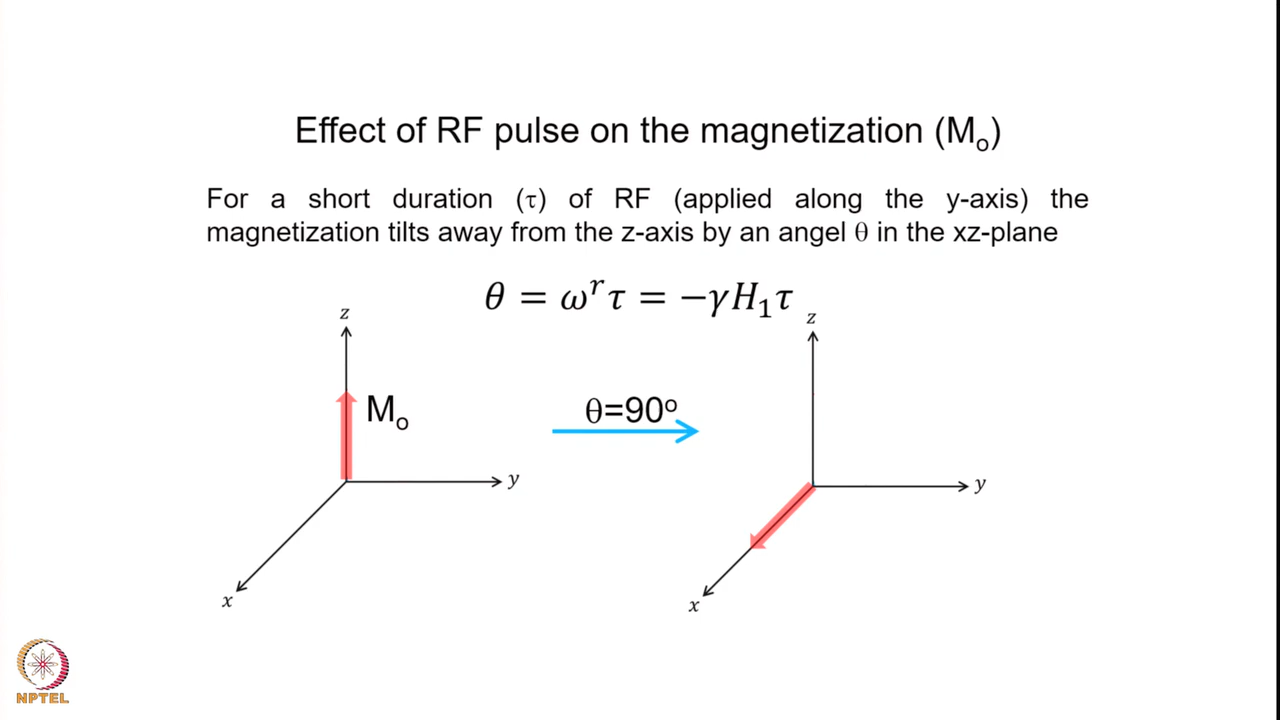 Effect of RF pulse on the magnetization (Mo)
For a short duration (τ) of RF (applied along the y-axis) the
magnetization tilts away from the z-axis by an angel θ in the xz-plane
θ = ω^r τ = −γH₁τ
z
z
Mo
θ=90o
y
y
x
x
NPTEL